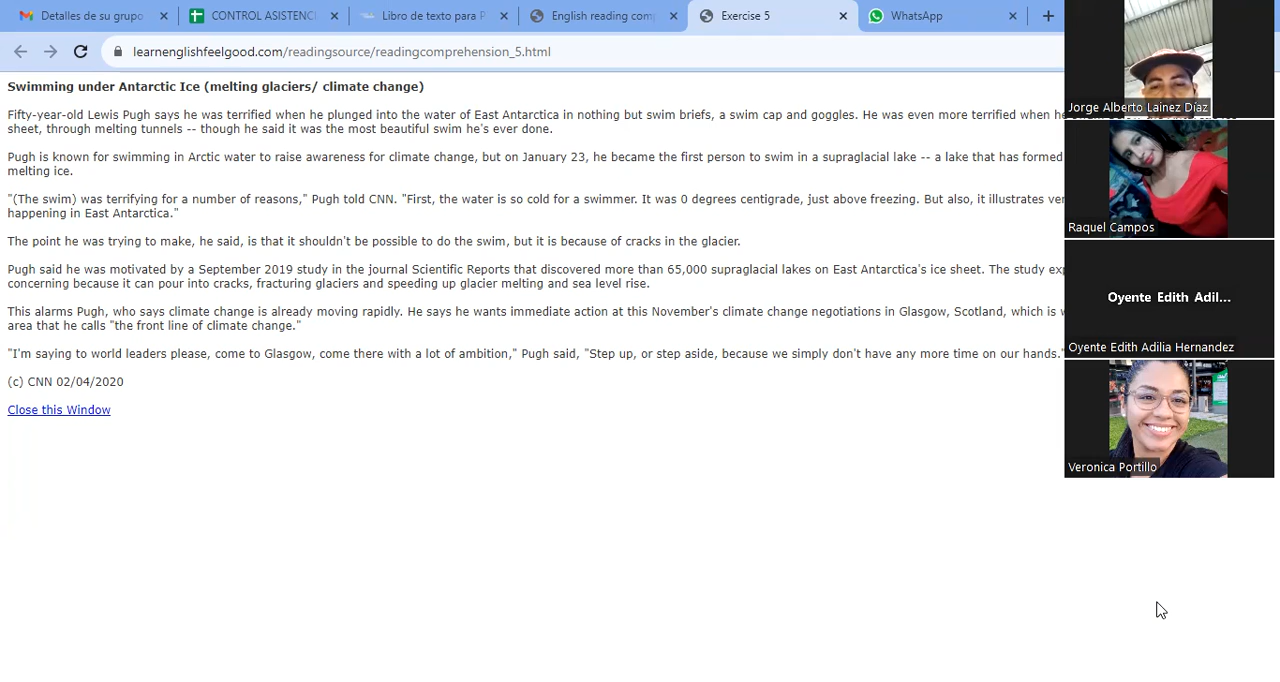 Detalles de su grupo
CONTROL ASISTENCI
Libro de texto para P
English reading comp
Exercise 5
WhatsApp
learnenglishfeelgood.com/readingsource/readingcomprehension_5.html
Swimming under Antarctic Ice (melting glaciers/ climate change)
Fifty-year-old Lewis Pugh says he was terrified when he plunged into the water of East Antarctica in nothing but swim briefs, a swim cap and goggles. He was even more terrified when he
sheet, through melting tunnels -- though he said it was the most beautiful swim he's ever done.
Pugh is known for swimming in Arctic water to raise awareness for climate change, but on January 23, he became the first person to swim in a supraglacial lake -- a lake that has formed
melting ice.
"(The swim) was terrifying for a number of reasons," Pugh told CNN. "First, the water is so cold for a swimmer. It was 0 degrees centigrade, just above freezing. But also, it illustrates ver
happening in East Antarctica."
The point he was trying to make, he said, is that it shouldn't be possible to do the swim, but it is because of cracks in the glacier.
Pugh said he was motivated by a September 2019 study in the journal Scientific Reports that discovered more than 65,000 supraglacial lakes on East Antarctica's ice sheet. The study exp
concerning because it can pour into cracks, fracturing glaciers and speeding up glacier melting and sea level rise.
This alarms Pugh, who says climate change is already moving rapidly. He says he wants immediate action at this November's climate change negotiations in Glasgow, Scotland, which is w
area that he calls "the front line of climate change."
"I'm saying to world leaders please, come to Glasgow, come there with a lot of ambition," Pugh said, "Step up, or step aside, because we simply don't have any more time on our hands."
(c) CNN 02/04/2020
Close this Window
Jorge Alberto Lainez Díaz
Raquel Campos
Oyente Edith Adil...
Oyente Edith Adilia Hernandez
Veronica Portillo